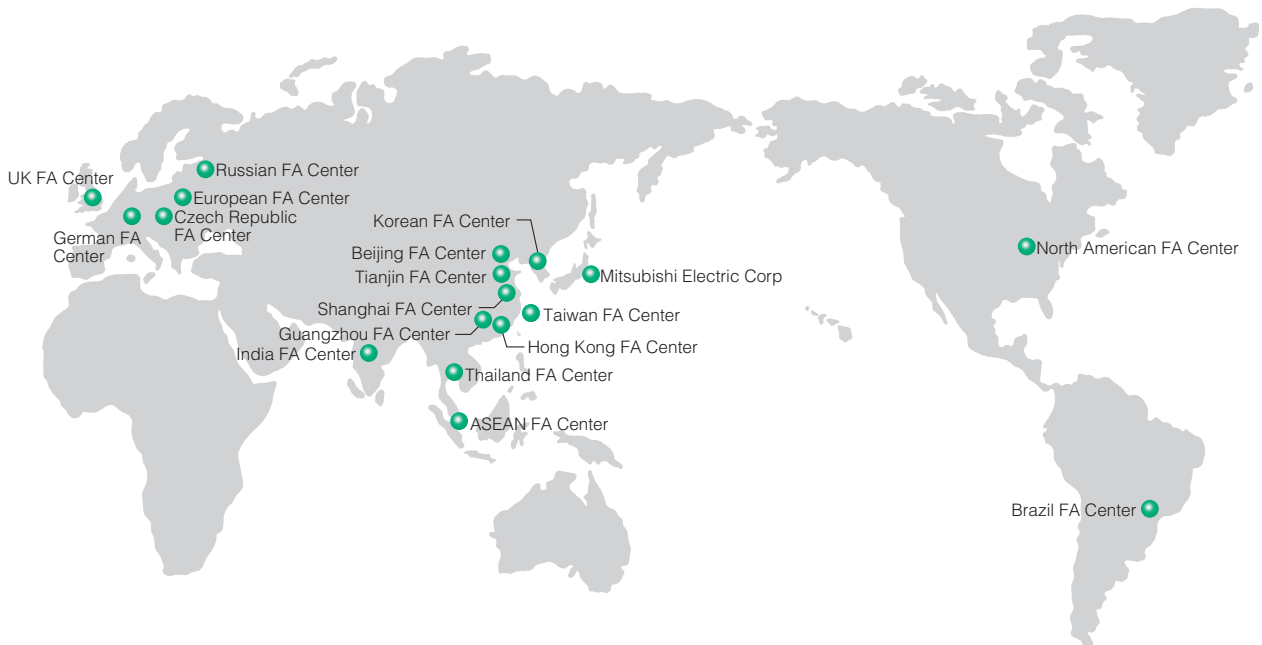 Russian FA Center
UK FA Center
European FA Center
Czech Republic
FA Center
German FA
Center
Korean FA Center
Beijing FA Center
North American FA Center
Tianjin FA Center
Mitsubishi Electric Corp
Shanghai FA Center
Taiwan FA Center
Guangzhou FA Center
Hong Kong FA Center
India FA Center
Thailand FA Center
ASEAN FA Center
Brazil FA Center